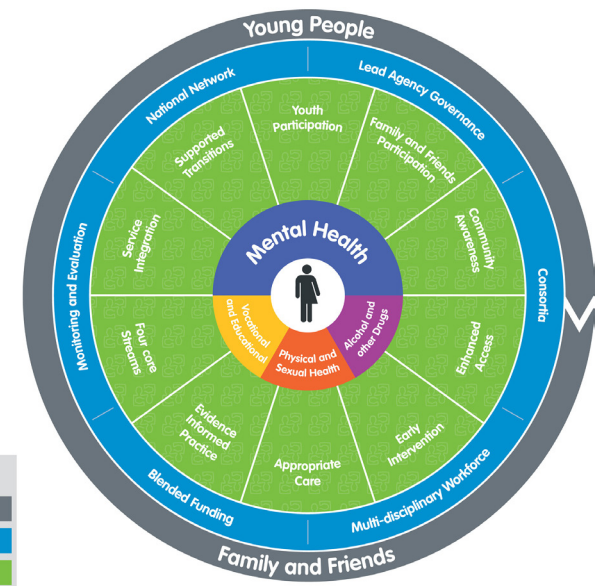 Young People
National Network
Lead Agency Governance
Consortia
Multi-disciplinary Workforce
Blended Funding
Monitoring and Evaluation
Youth
Participation
Family and Friends
Participation
Community
Awareness
Enhanced
Access
Early
Intervention
Appropriate
Care
Evidence
Informed
Practice
Four care
Streams
Service
Integration
Supported
Transitions
Mental Health
Alcohol and
other Drugs
Physical and
Sexual Health
Vocational
and Educational
Family and Friends